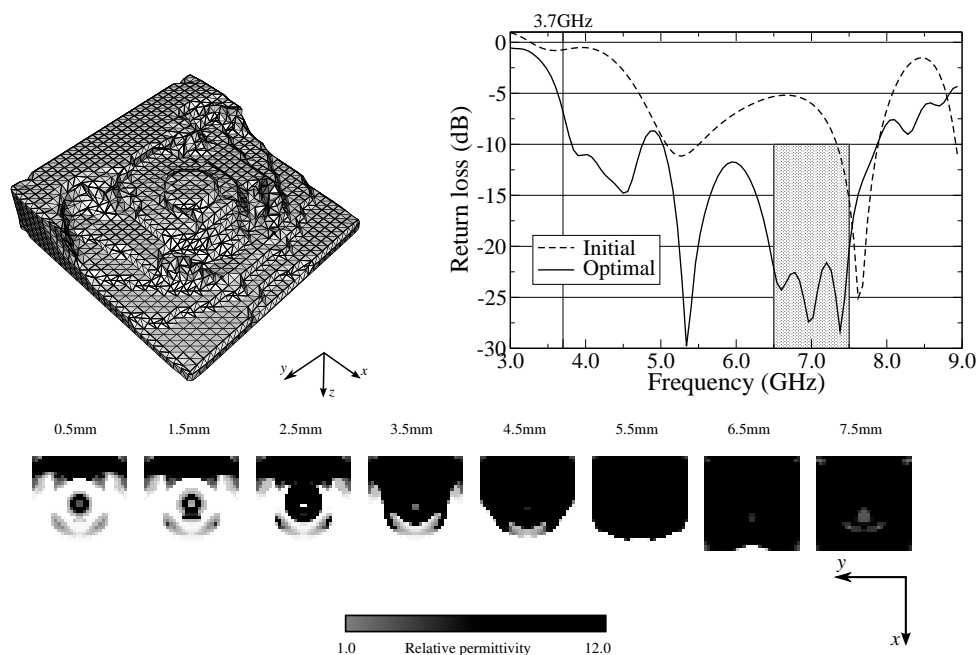 3.7GHz
0
-5
-10
-15
-20
-25
-30
Return loss (dB)
Initial
Optimal
3.0 4.0 5.0 6.0 7.0 8.0 9.0
Frequency (GHz)
y x
z
0.5mm 1.5mm 2.5mm 3.5mm 4.5mm 5.5mm 6.5mm 7.5mm
y
x
1.0 Relative permittivity 12.0